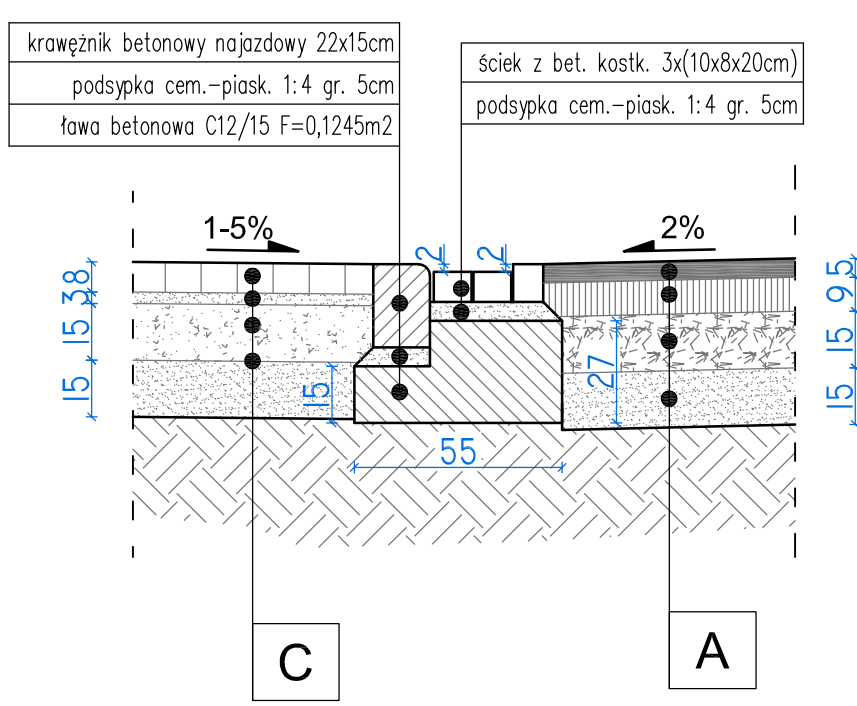 krawężnik betonowy najazdowy 22x15cm
podsypka cem.-piask. 1:4 gr. 5cm
ława betonowa C12/15 F=0,1245m2
ściek z bet. kostk. 3x(10x8x20cm)
podsypka cem.-piask. 1:4 gr. 5cm
1-5%
2%
2
2
8
3
15
15
5
9
15
15
15
27
55
C
A